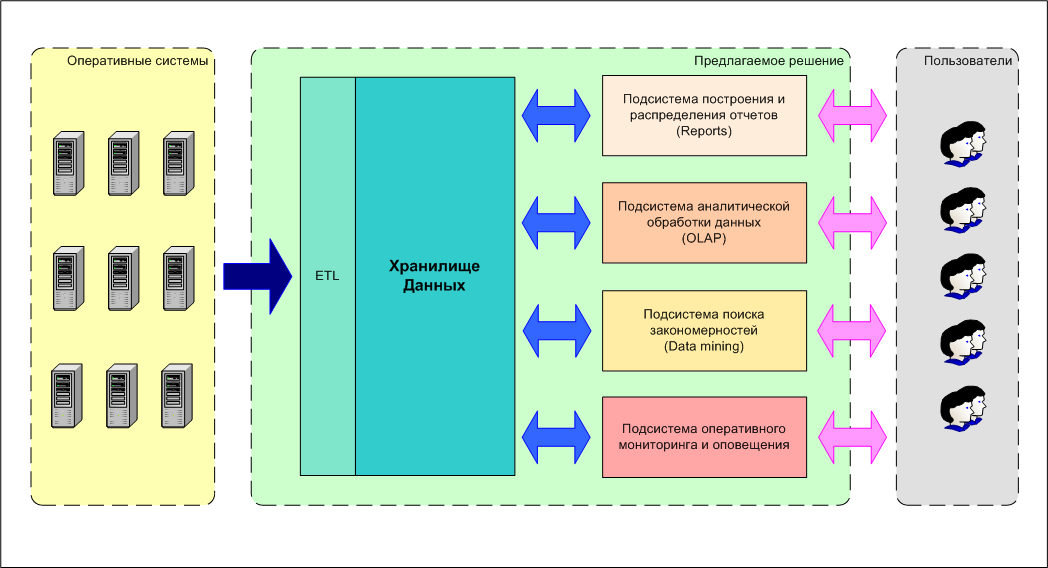 Оперативные системы
Предлагаемое решение
Пользователи
ETL
Хранилище
Данных
Подсистема построения и
распределения отчетов
(Reports)
Подсистема аналитической
обработки данных
(OLAP)
Подсистема поиска
закономерностей
(Data mining)
Подсистема оперативного
мониторинга и оповещения